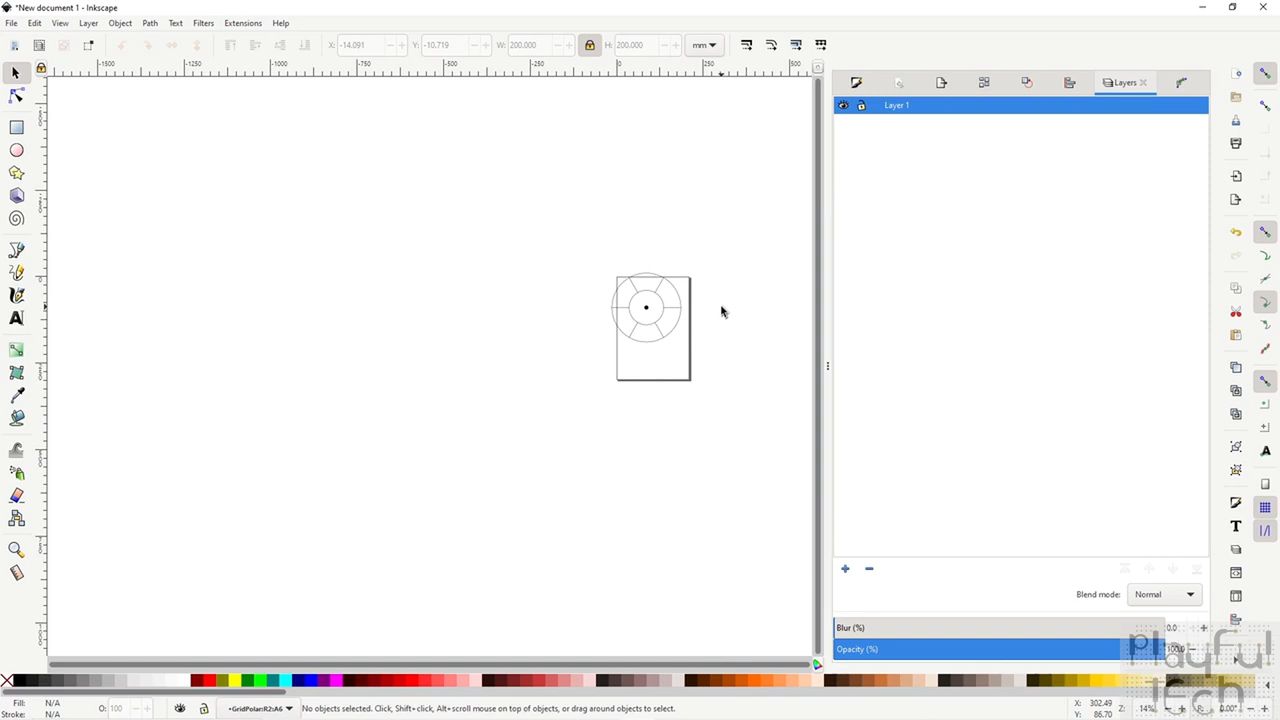 *New document 1 - Inkscape
File Edit View Layer Object Path Text Filters Extensions Help
X: -14.091 Y: -10.719 W: 200.000 H: 200.000 mm
-1500 -1250 -1000 -750 -500 -250 0 250 500
Layers
Layer 1
Blend mode: Normal
Blur (%) 0.0
Opacity (%) 100.0
playful tech
Fill: N/A
Stroke: N/A
O: 100
•GridPolar:R2:A6
No objects selected. Click, Shift+click, Alt+scroll mouse on top of objects, or drag around objects to select.
X: 302.49
Y: 86.70
Z: 14%
R: 0.00°